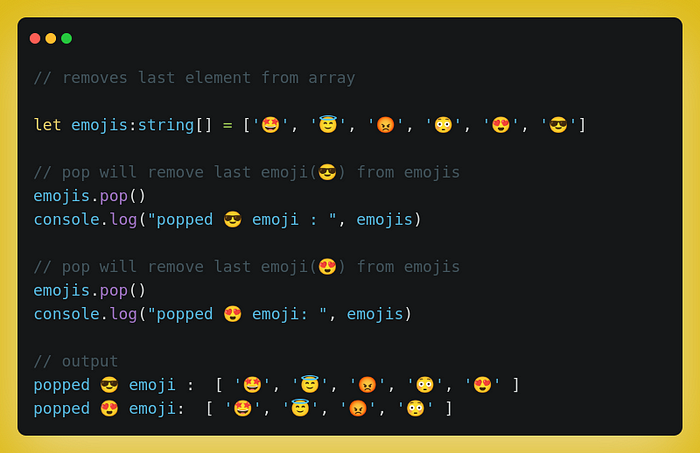 // removes last element from array
let emojis:string[] = ['🤩', '😇', '😡', '😳', '😍', '😎']
// pop will remove last emoji(😎) from emojis
emojis.pop()
console.log("popped 😎 emoji : ", emojis)
// pop will remove last emoji(😍) from emojis
emojis.pop()
console.log("popped 😍 emoji: ", emojis)
// output
popped 😎 emoji :  [ '🤩', '😇', '😡', '😳', '😍' ]
popped 😍 emoji:  [ '🤩', '😇', '😡', '😳' ]